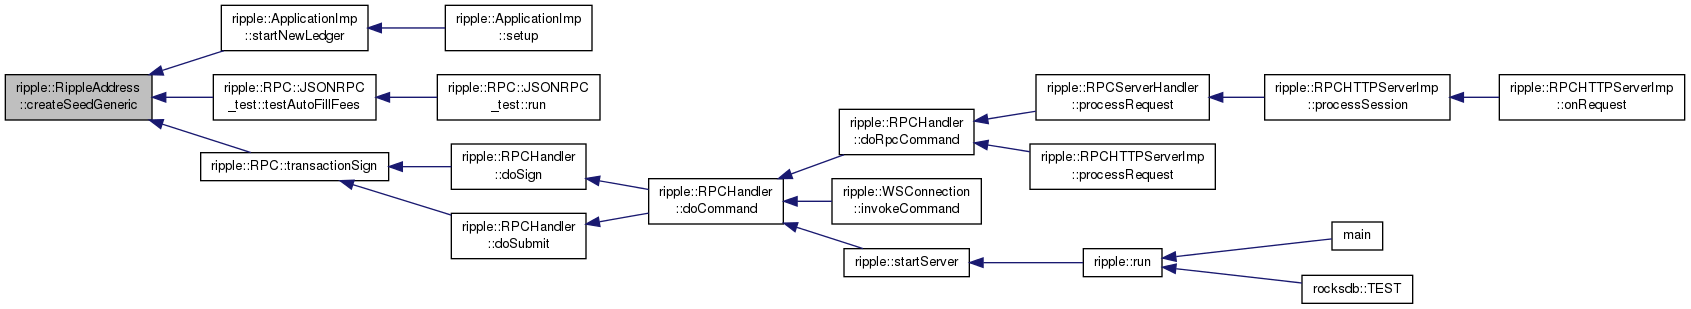 ripple::RippleAddress
::createSeedGeneric
ripple::ApplicationImp
::startNewLedger
ripple::ApplicationImp
::setup
ripple::RPC::JSONRPC
_test::testAutoFillFees
ripple::RPC::JSONRPC
_test::run
ripple::RPC::transactionSign
ripple::RPCHandler
::doSign
ripple::RPCHandler
::doSubmit
ripple::RPCHandler
::doCommand
ripple::RPCHandler
::doRpcCommand
ripple::RPCServerHandler
::processRequest
ripple::RPCHTTPServerImp
::processSession
ripple::RPCHTTPServerImp
::onRequest
ripple::RPCHTTPServerImp
::processRequest
ripple::WSConnection
::invokeCommand
ripple::startServer
ripple::run
main
rocksdb::TEST